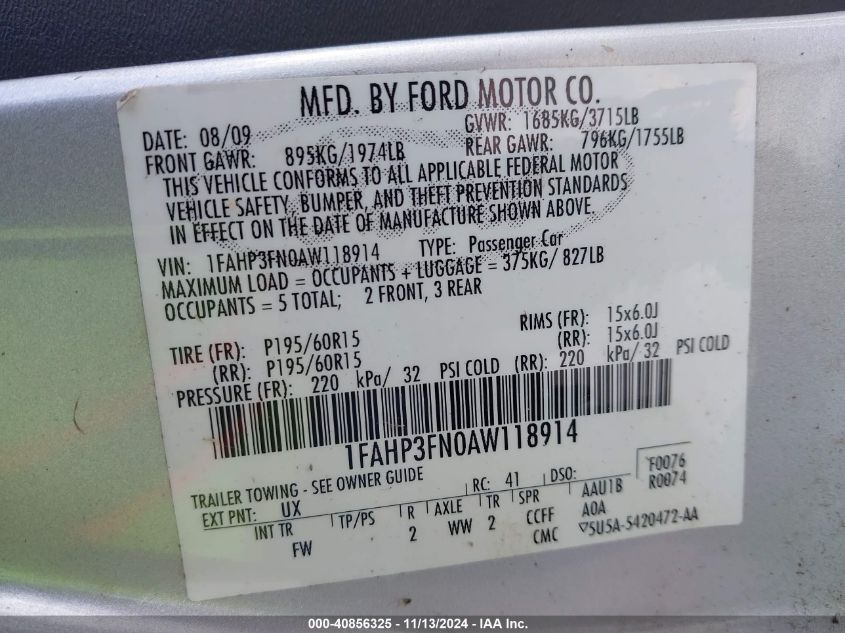 MFD. BY FORD MOTOR CO.
DATE: 08/09 GVWR: 1685KG/3715LB
FRONT GAWR: 895KG/1974LB REAR GAWR: 796KG/1755LB
THIS VEHICLE CONFORMS TO ALL APPLICABLE FEDERAL MOTOR
VEHICLE SAFETY, BUMPER, AND THEFT PREVENTION STANDARDS
IN EFFECT ON THE DATE OF MANUFACTURE SHOWN ABOVE.
VIN: 1FAHP3FN0AW118914 TYPE: Passenger Car
MAXIMUM LOAD = OCCUPANTS + LUGGAGE = 375KG/ 827LB
OCCUPANTS = 5 TOTAL; 2 FRONT, 3 REAR
TIRE (FR): P195/60R15 RIMS (FR): 15x6.0J
(RR): P195/60R15 (RR): 15x6.0J
PRESSURE (FR): 220 kPa/ 32 PSI COLD (RR): 220 kPa/ 32 PSI COLD
1FAHP3FN0AW118914
TRAILER TOWING - SEE OWNER GUIDE RC: 41 DSO: F0076
EXT PNT: UX AAU1B R0074
INT TR TP/PS R AXLE TR SPR A0A
FW 2 WW 2 CCFF ▽5U5A-5420472-AA
CMC
000-40856325 - 11/13/2024 - IAA Inc.